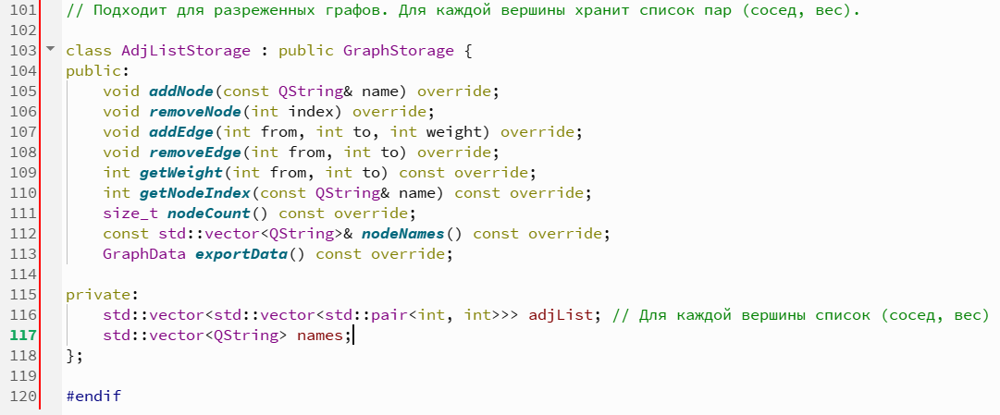 101 // Подходит для разреженных графов. Для каждой вершины хранит список пар (сосед, вес).
102
103 class AdjListStorage : public GraphStorage {
104 public:
105     void addNode(const QString& name) override;
106     void removeNode(int index) override;
107     void addEdge(int from, int to, int weight) override;
108     void removeEdge(int from, int to) override;
109     int getWeight(int from, int to) const override;
110     int getNodeIndex(const QString& name) const override;
111     size_t nodeCount() const override;
112     const std::vector<QString>& nodeNames() const override;
113     GraphData exportData() const override;
114
115 private:
116     std::vector<std::vector<std::pair<int, int>>> adjList; // Для каждой вершины список (сосед, вес)
117     std::vector<QString> names;
118 };
119
120 #endif